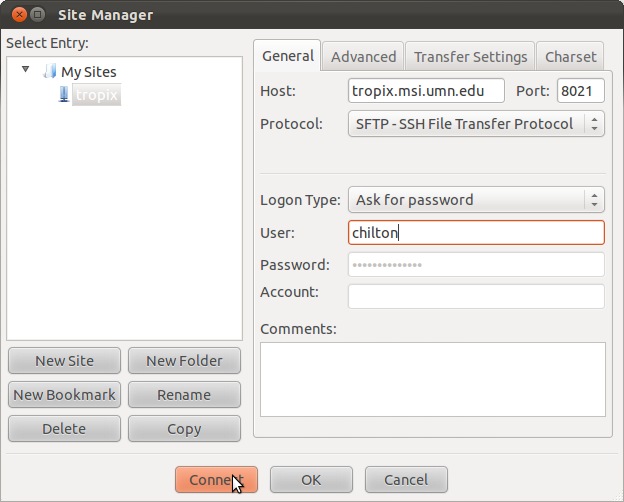 Site Manager
Select Entry:
My Sites
tropix
New Site New Folder
New Bookmark Rename
Delete Copy
General Advanced Transfer Settings Charset
Host: tropix.msi.umn.edu Port: 8021
Protocol: SFTP - SSH File Transfer Protocol
Logon Type: Ask for password
User: chilton
Password: ••••••••••••••
Account:
Comments:
Connect OK Cancel